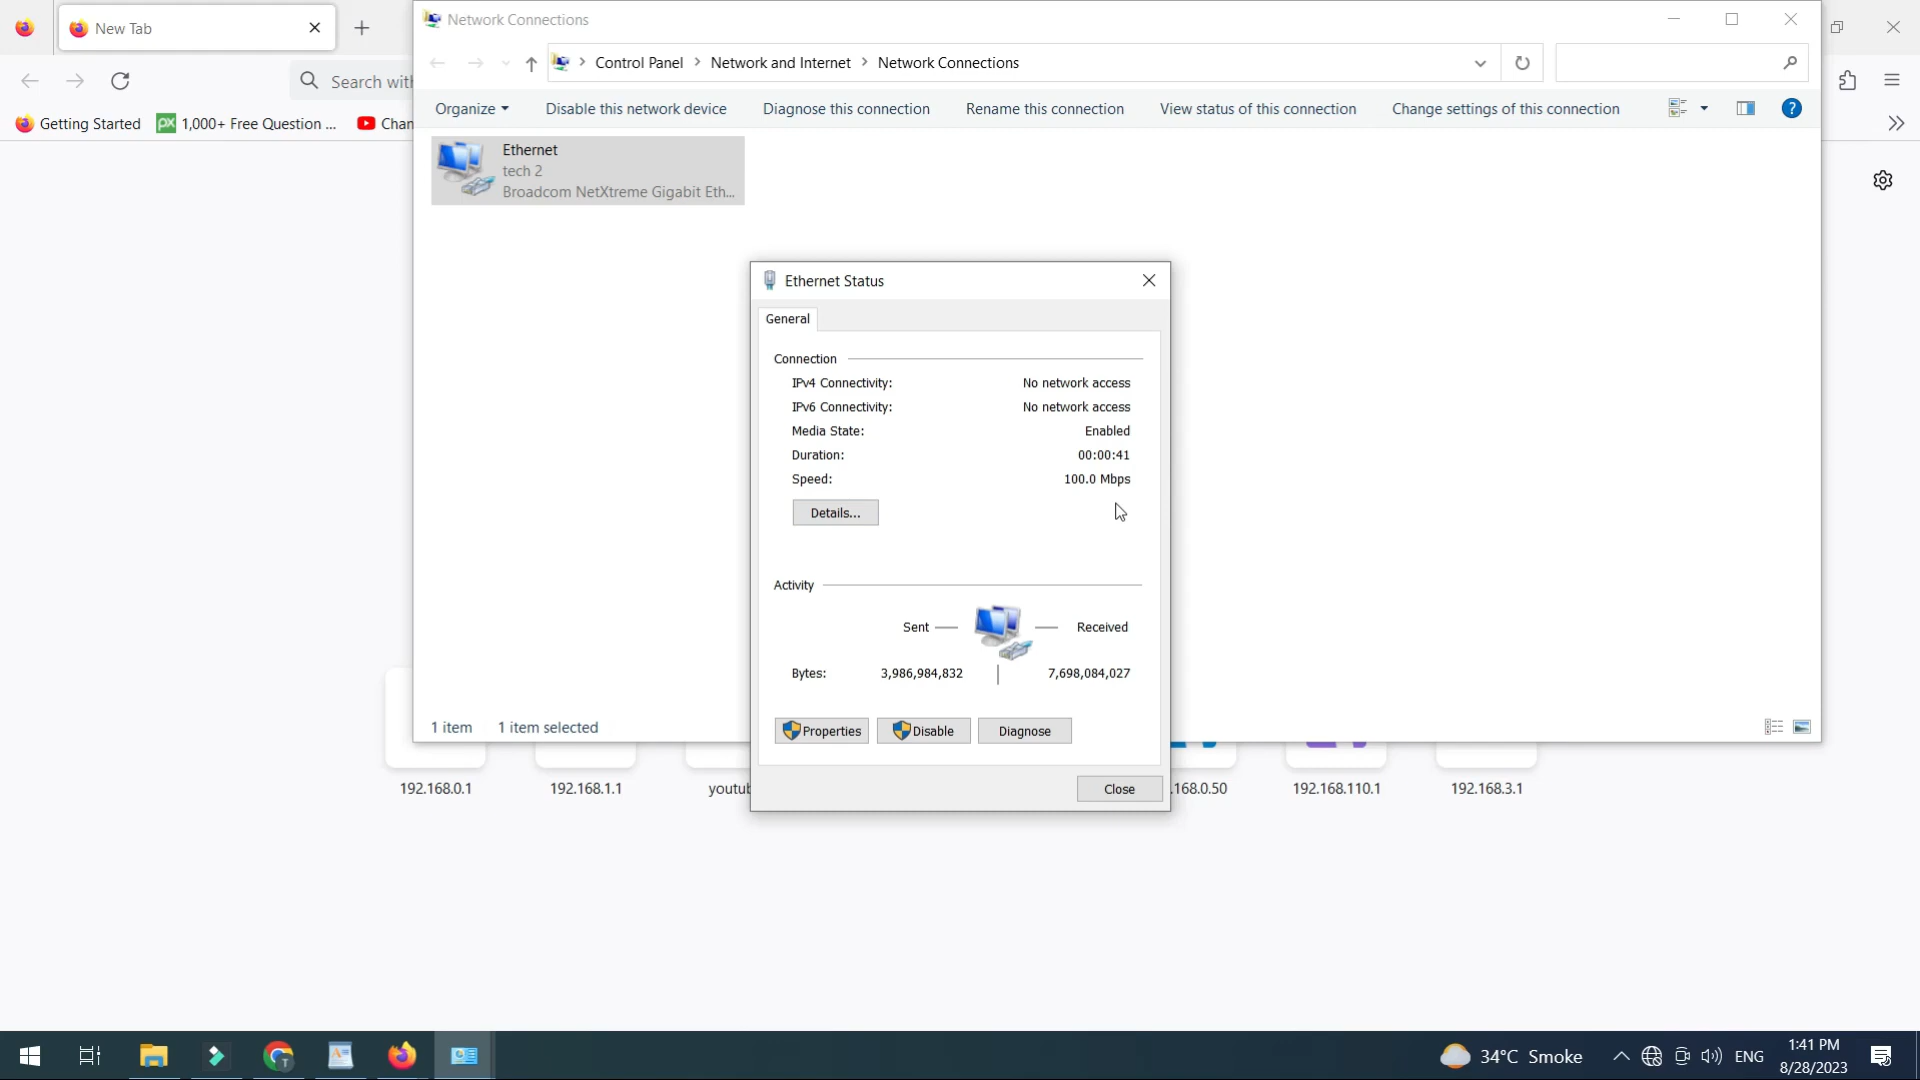 New Tab
Search with
Getting Started
1,000+ Free Question ...
Chan
Network Connections
Control Panel > Network and Internet > Network Connections
Organize
Disable this network device
Diagnose this connection
Rename this connection
View status of this connection
Change settings of this connection
Ethernet
tech 2
Broadcom NetXtreme Gigabit Eth...
Ethernet Status
General
Connection
IPv4 Connectivity: No network access
IPv6 Connectivity: No network access
Media State: Enabled
Duration: 00:00:41
Speed: 100.0 Mbps
Details...
Activity
Sent
Received
Bytes: 3,986,984,832 7,698,084,027
Properties
Disable
Diagnose
Close
1 item
1 item selected
192.168.0.1
192.168.1.1
youtub
.168.0.50
192.168.110.1
192.168.3.1
34°C Smoke
ENG
1:41 PM
8/28/2023